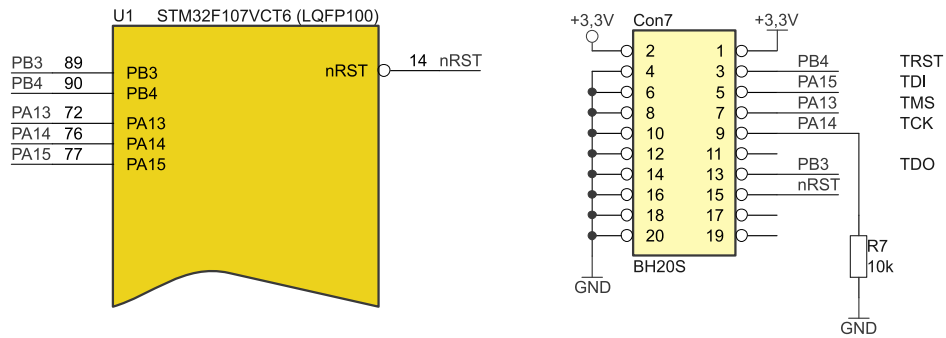 U1 STM32F107VCT6 (LQFP100)
PB3 89 PB3
PB4 90 PB4
PA13 72 PA13
PA14 76 PA14
PA15 77 PA15
nRST 14 nRST
+3,3V Con7 +3,3V
2 1
4 3 PB4 TRST
6 5 PA15 TDI
8 7 PA13 TMS
10 9 PA14 TCK
12 11
14 13 PB3 TDO
16 15 nRST
18 17
20 19
BH20S
GND
R7
10k
GND